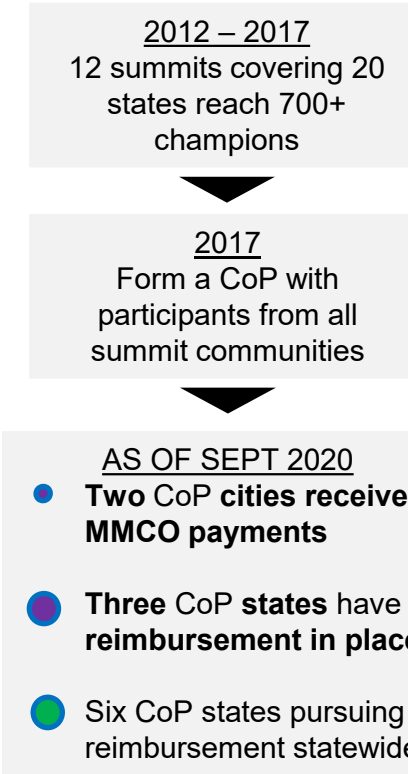 2012 – 2017
12 summits covering 20
states reach 700+
champions
2017
Form a CoP with
participants from all
summit communities
AS OF SEPT 2020
Two CoP cities receive
MMCO payments
Three CoP states have
reimbursement in place
Six CoP states pursuing
reimbursement statewide